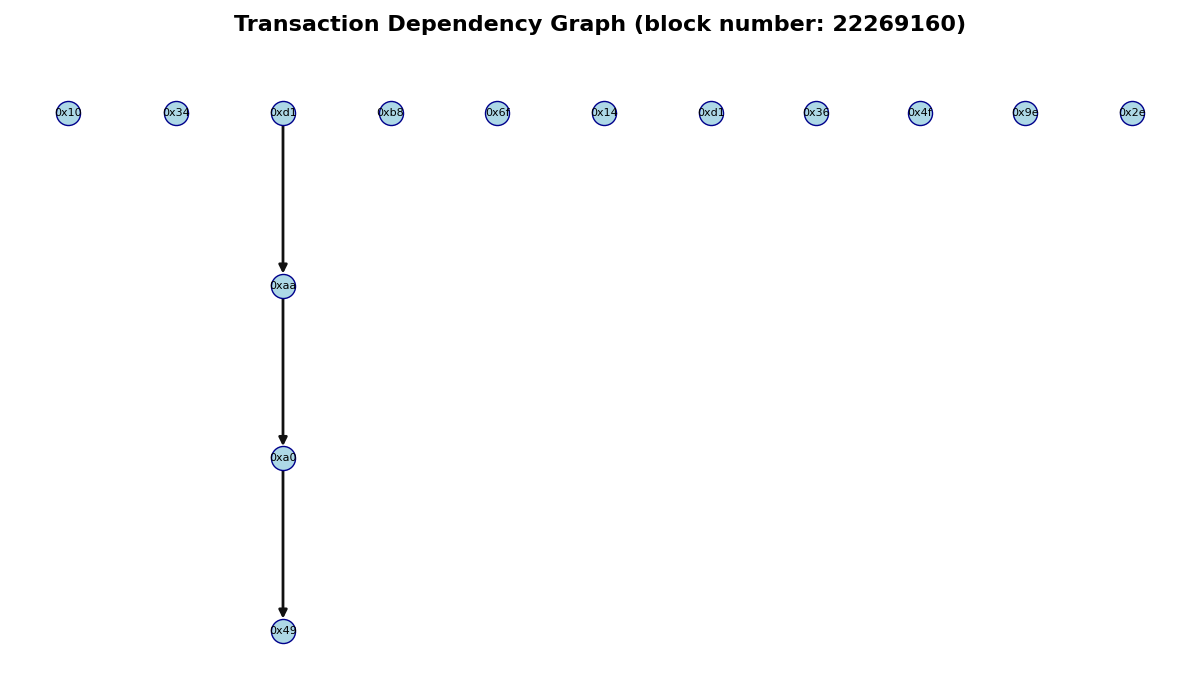 Transaction Dependency Graph (block number: 22269160)
0x10 0x34 0xd1 0xb8 0x6f 0x14 0xd1 0x36 0x4f 0x9e 0x2e
0xaa
0xa0
0x49